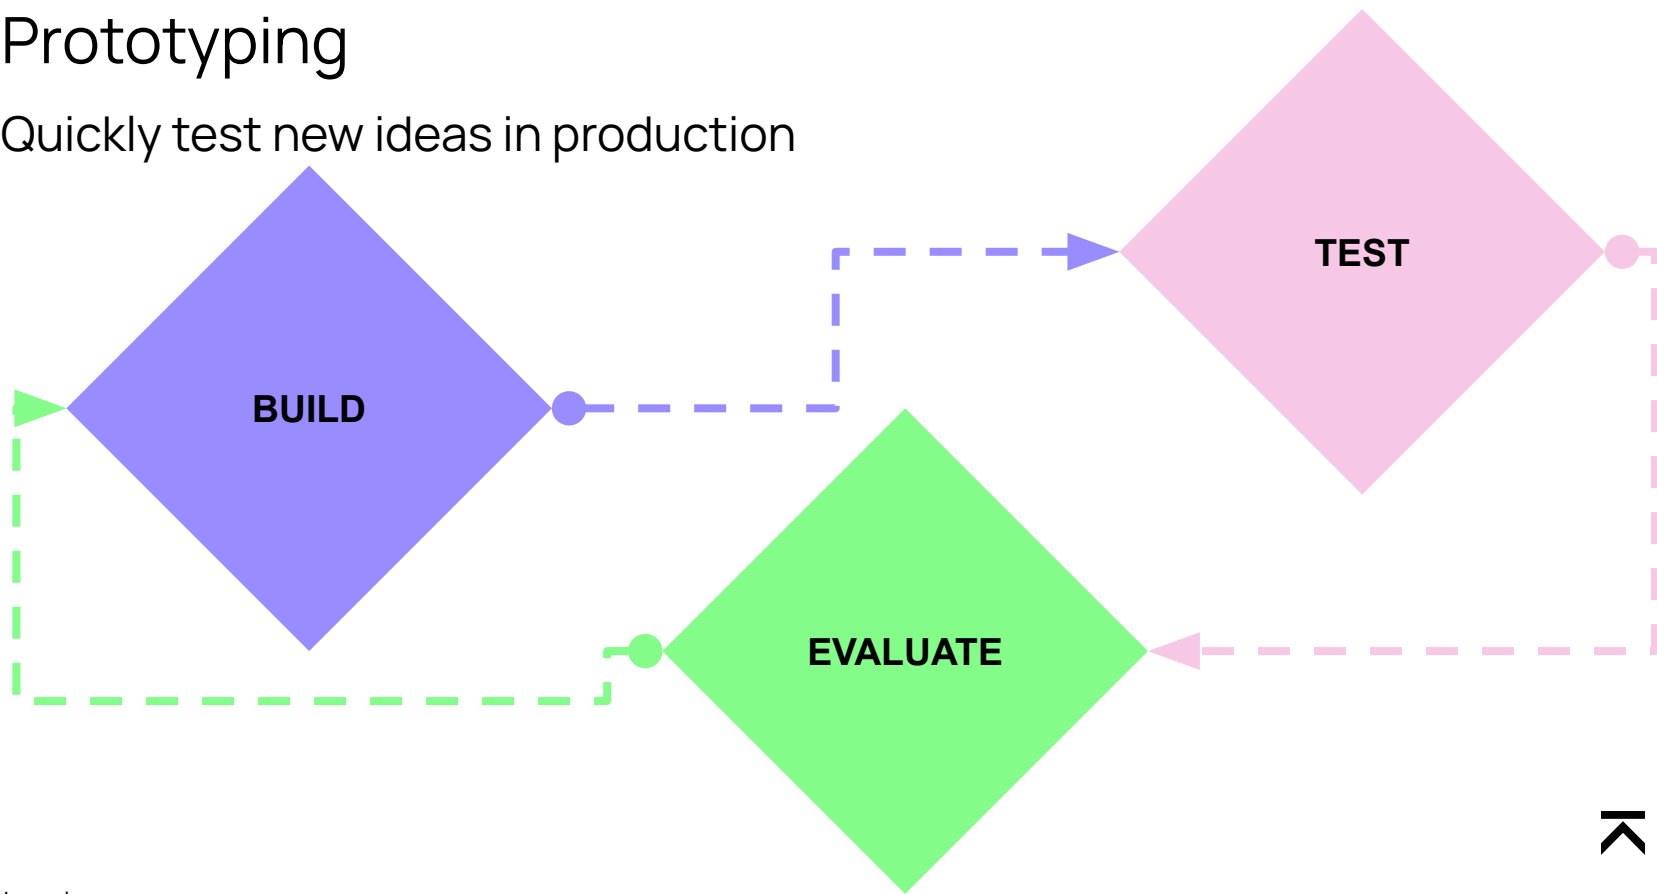 Prototyping
Quickly test new ideas in production
TEST
BUILD
EVALUATE